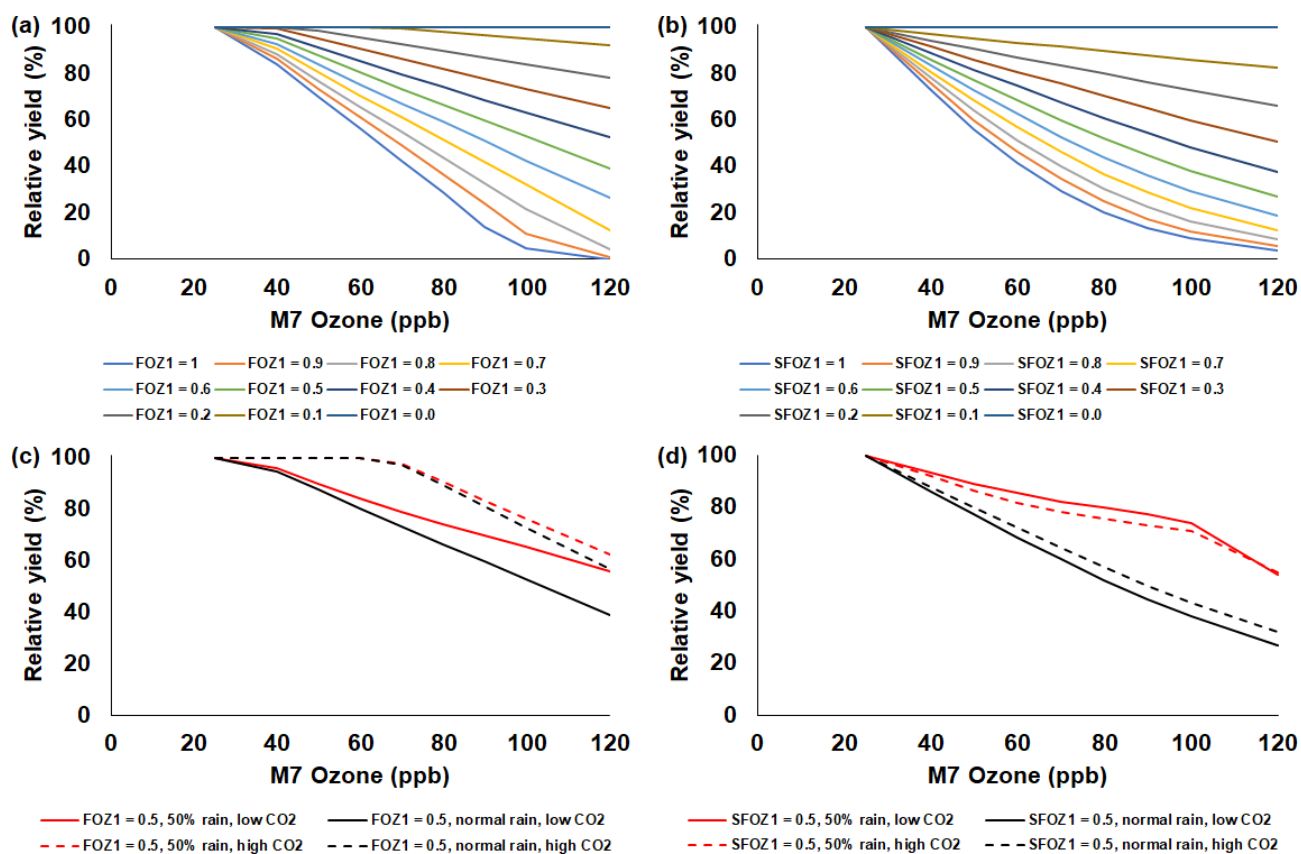 (a)
Relative yield (%)
100
80
60
40
20
0
0 20 40 60 80 100 120
M7 Ozone (ppb)
FOZ1 = 1 FOZ1 = 0.9 FOZ1 = 0.8 FOZ1 = 0.7
FOZ1 = 0.6 FOZ1 = 0.5 FOZ1 = 0.4 FOZ1 = 0.3
FOZ1 = 0.2 FOZ1 = 0.1 FOZ1 = 0.0
(b)
Relative yield (%)
100
80
60
40
20
0
0 20 40 60 80 100 120
M7 Ozone (ppb)
SFOZ1 = 1 SFOZ1 = 0.9 SFOZ1 = 0.8 SFOZ1 = 0.7
SFOZ1 = 0.6 SFOZ1 = 0.5 SFOZ1 = 0.4 SFOZ1 = 0.3
SFOZ1 = 0.2 SFOZ1 = 0.1 SFOZ1 = 0.0
(c)
Relative yield (%)
100
80
60
40
20
0
0 20 40 60 80 100 120
M7 Ozone (ppb)
FOZ1 = 0.5, 50% rain, low CO2 FOZ1 = 0.5, normal rain, low CO2
FOZ1 = 0.5, 50% rain, high CO2 FOZ1 = 0.5, normal rain, high CO2
(d)
Relative yield (%)
100
80
60
40
20
0
0 20 40 60 80 100 120
M7 Ozone (ppb)
SFOZ1 = 0.5, 50% rain, low CO2 SFOZ1 = 0.5, normal rain, low CO2
SFOZ1 = 0.5, 50% rain, high CO2 SFOZ1 = 0.5, normal rain, high CO2